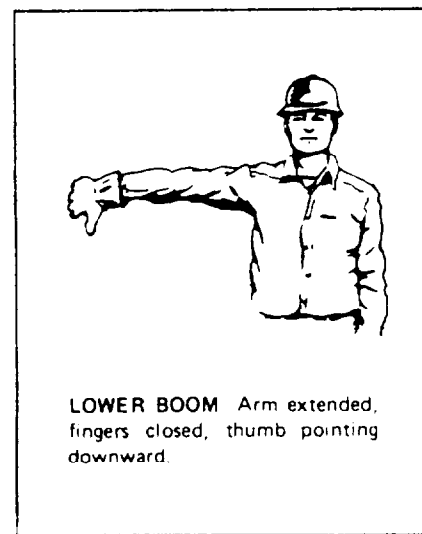 LOWER BOOM Arm extended,
fingers closed, thumb pointing
downward.